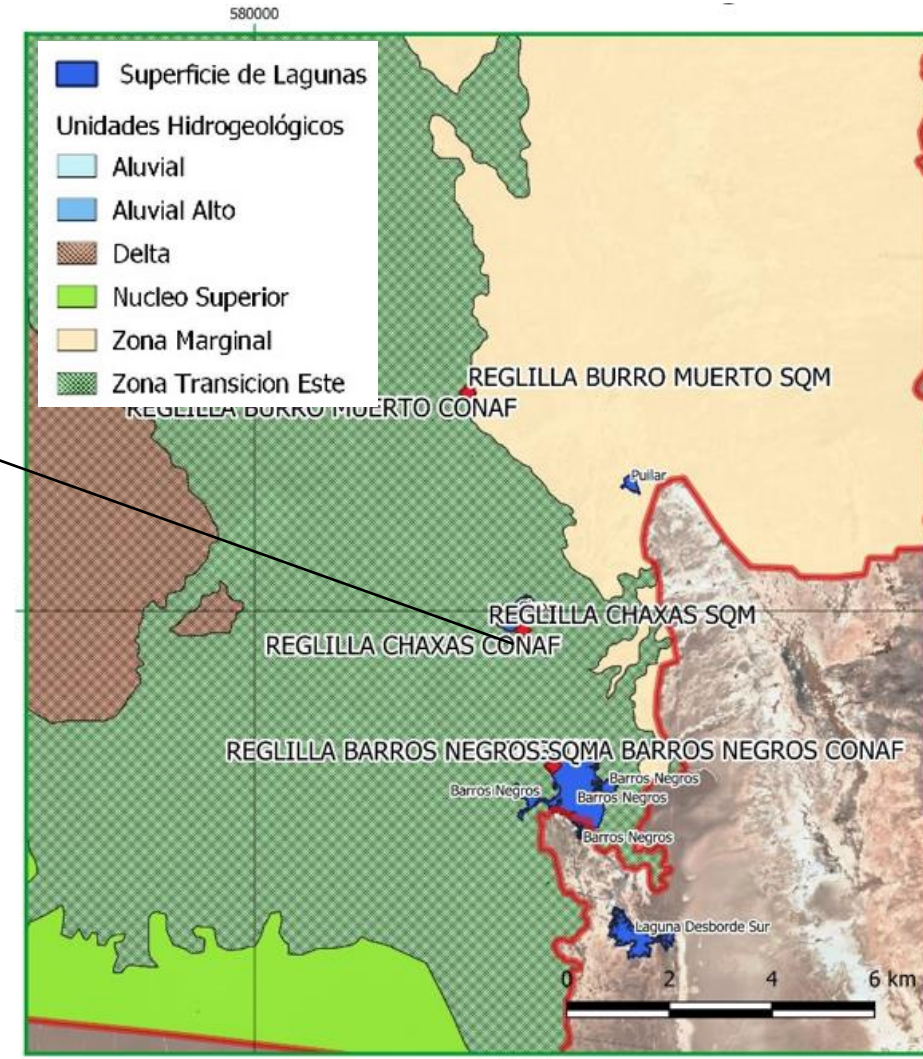 580000
Superficie de Lagunas
Unidades Hidrogeológicos
Aluvial
Aluvial Alto
Delta
Nucleo Superior
Zona Marginal
Zona Transicion Este
REGLILLA BURRO MUERTO SQM
REGLILLA BURRO MUERTO CONAF
Puilar
REGLILLA CHAXAS SQM
REGLILLA CHAXAS CONAF
REGLILLA BARROS NEGROS SQM
A BARROS NEGROS CONAF
Barros Negros
Barros Negros
Barros Negros
Barros Negros
Laguna Desborde Sur
0 2 4 6 km